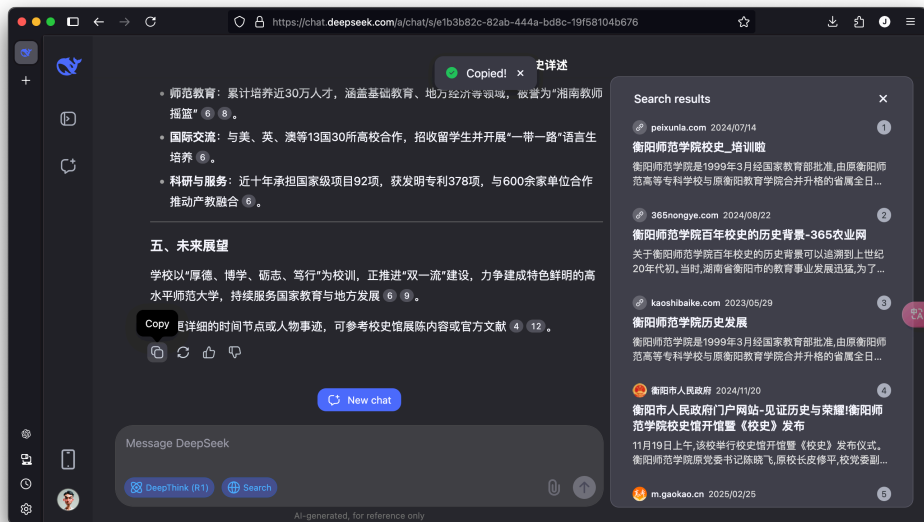 https://chat.deepseek.com/a/chat/s/e1b3b82c-82ab-444a-bd8c-19f58104b676
J
史详述
Copied!
师范教育：累计培养近30万人才，涵盖基础教育、地方经济等领域，被誉为“湘南教师
摇篮” 6 8 。
国际交流：与美、英、澳等13国30所高校合作，招收留学生并开展“一带一路”语言生
培养 6 。
科研与服务：近十年承担国家级项目92项，获发明专利378项，与600余家单位合作
推动产教融合 6 。
五、未来展望
学校以“厚德、博学、砺志、笃行”为校训，正推进“双一流”建设，力争建成特色鲜明的高
水平师范大学，持续服务国家教育与地方发展 6 9 。
Copy
更详细的时间节点或人物事迹，可参考校史馆展陈内容或官方文献 4 12 。
New chat
Message DeepSeek
DeepThink (R1)
Search
AI-generated, for reference only
Search results
peixunla.com 2024/07/14 1
衡阳师范学院校史_培训啦
衡阳师范学院是1999年3月经国家教育部批准,由原衡阳师
范高等专科学校与原衡阳教育学院合并升格的省属全日...
365nongye.com 2024/08/22 2
衡阳师范学院百年校史的历史背景-365农业网
关于衡阳师范学院百年校史的历史背景可以追溯到上世纪
20年代初。当时,湖南省衡阳市的教育事业发展迅猛,为了...
kaoshibaike.com 2023/05/29 3
衡阳师范学院历史发展
衡阳师范学院是1999年3月经国家教育部批准,由原衡阳师
范高等专科学校与原衡阳教育学院合并升格的省属全日...
衡阳市人民政府 2024/11/20 4
衡阳市人民政府门户网站-见证历史与荣耀!衡阳师
范学院校史馆开馆暨《校史》发布
11月19日上午,该校举行校史馆开馆暨《校史》发布仪式。
衡阳师范学院原党委书记陈晓飞,原校长皮修平,校党委副...
m.gaokao.cn 2025/02/25 5